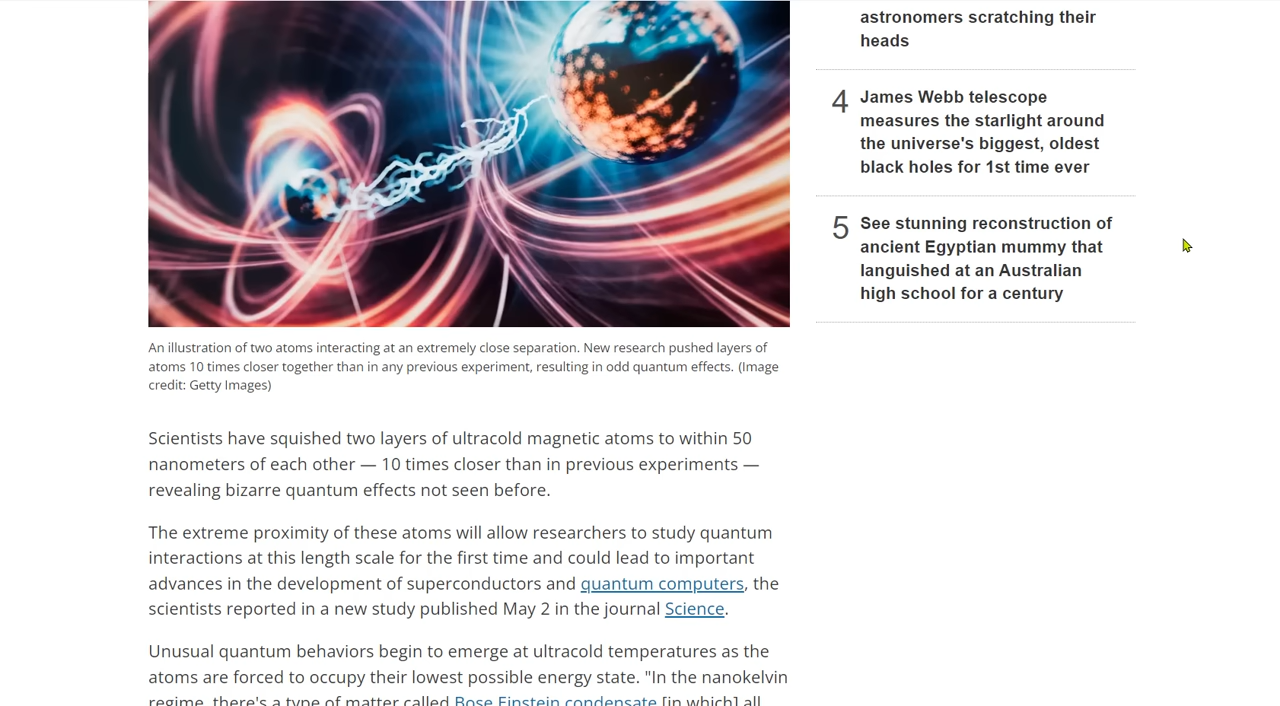 astronomers scratching their
heads
4 James Webb telescope
measures the starlight around
the universe's biggest, oldest
black holes for 1st time ever
5 See stunning reconstruction of
ancient Egyptian mummy that
languished at an Australian
high school for a century
An illustration of two atoms interacting at an extremely close separation. New research pushed layers of
atoms 10 times closer together than in any previous experiment, resulting in odd quantum effects. (Image
credit: Getty Images)
Scientists have squished two layers of ultracold magnetic atoms to within 50
nanometers of each other — 10 times closer than in previous experiments —
revealing bizarre quantum effects not seen before.
The extreme proximity of these atoms will allow researchers to study quantum
interactions at this length scale for the first time and could lead to important
advances in the development of superconductors and quantum computers, the
scientists reported in a new study published May 2 in the journal Science.
Unusual quantum behaviors begin to emerge at ultracold temperatures as the
atoms are forced to occupy their lowest possible energy state. "In the nanokelvin
regime, there's a type of matter called Bose Einstein condensate [in which] all